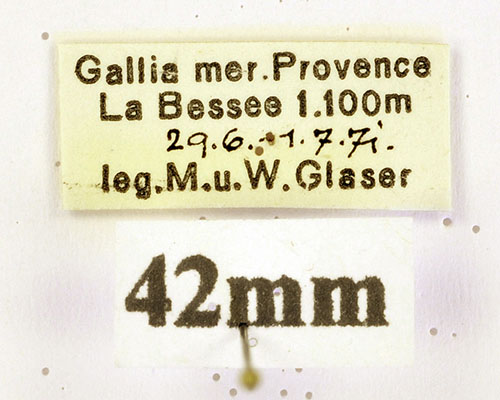 Gallia mer.Provence
La Bessee 1.100m
29.6.-1.7.71.
leg.M.u.W.Glaser
42mm